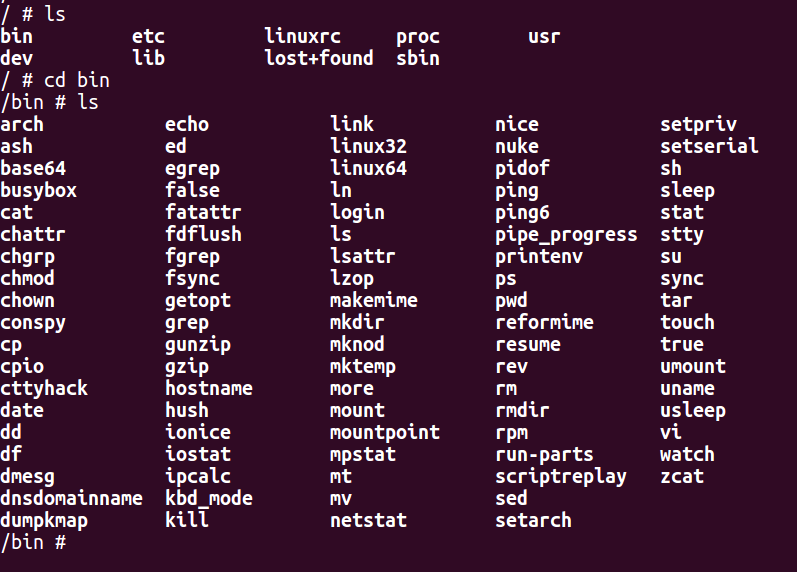 / # ls
bin etc linuxrc proc usr
dev lib lost+found sbin
/ # cd bin
/bin # ls
arch echo link nice setpriv
ash ed linux32 nuke setserial
base64 egrep linux64 pidof sh
busybox false ln ping sleep
cat fatattr login ping6 stat
chattr fdflush ls pipe_progress stty
chgrp fgrep lsattr printenv su
chmod fsync lzop ps sync
chown getopt makemime pwd tar
conspy grep mkdir reformime touch
cp gunzip mknod resume true
cpio gzip mktemp rev umount
cttyhack hostname more rm uname
date hush mount rmdir usleep
dd ionice mountpoint rpm vi
df iostat mpstat run-parts watch
dmesg ipcalc mt scriptreplay zcat
dnsdomainname kbd_mode mv sed
dumpkmap kill netstat setarch
/bin #